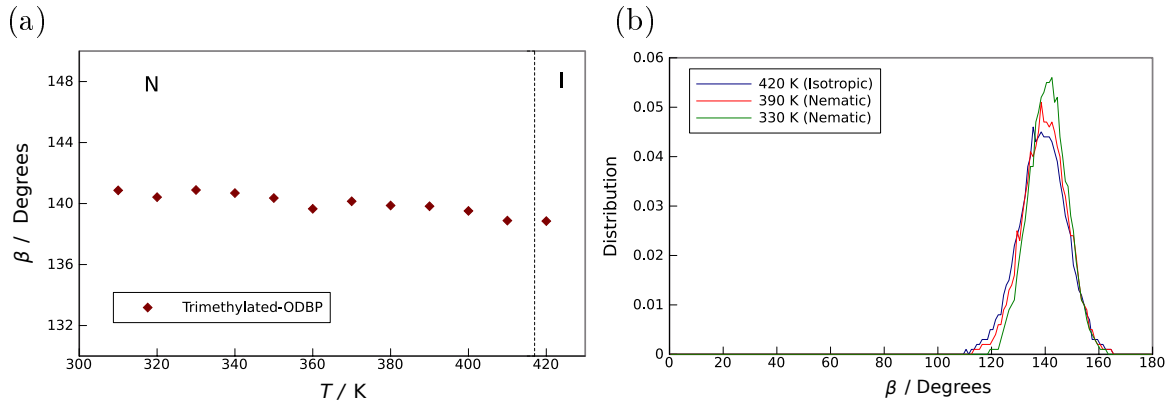 (a)
148
144
140
136
132
β / Degrees
N
I
Trimethylated-ODBP
300 320 340 360 380 400 420
T / K
(b)
0.06
0.05
0.04
0.03
0.02
0.01
0
Distribution
420 K (Isotropic)
390 K (Nematic)
330 K (Nematic)
0 20 40 60 80 100 120 140 160 180
β / Degrees